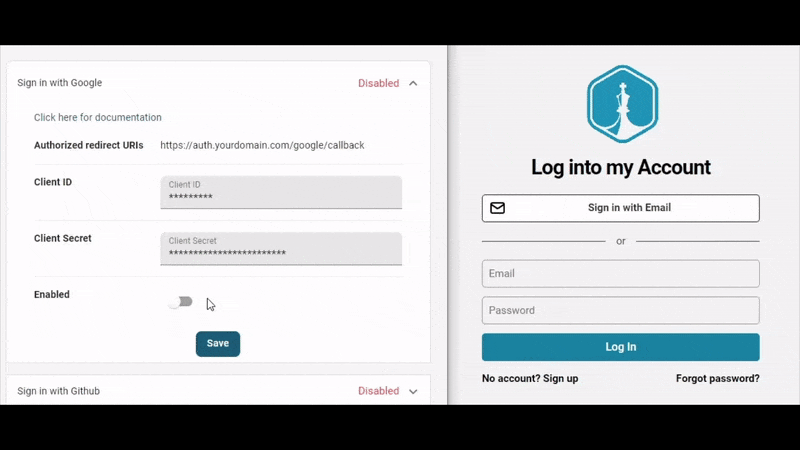 Sign in with Google
Disabled
Click here for documentation
Authorized redirect URIs
https://auth.yourdomain.com/google/callback
Client ID
Client ID
*********
Client Secret
Client Secret
************************
Enabled
Save
Sign in with Github
Disabled
Log into my Account
Sign in with Email
or
Email
Password
Log In
No account? Sign up
Forgot password?